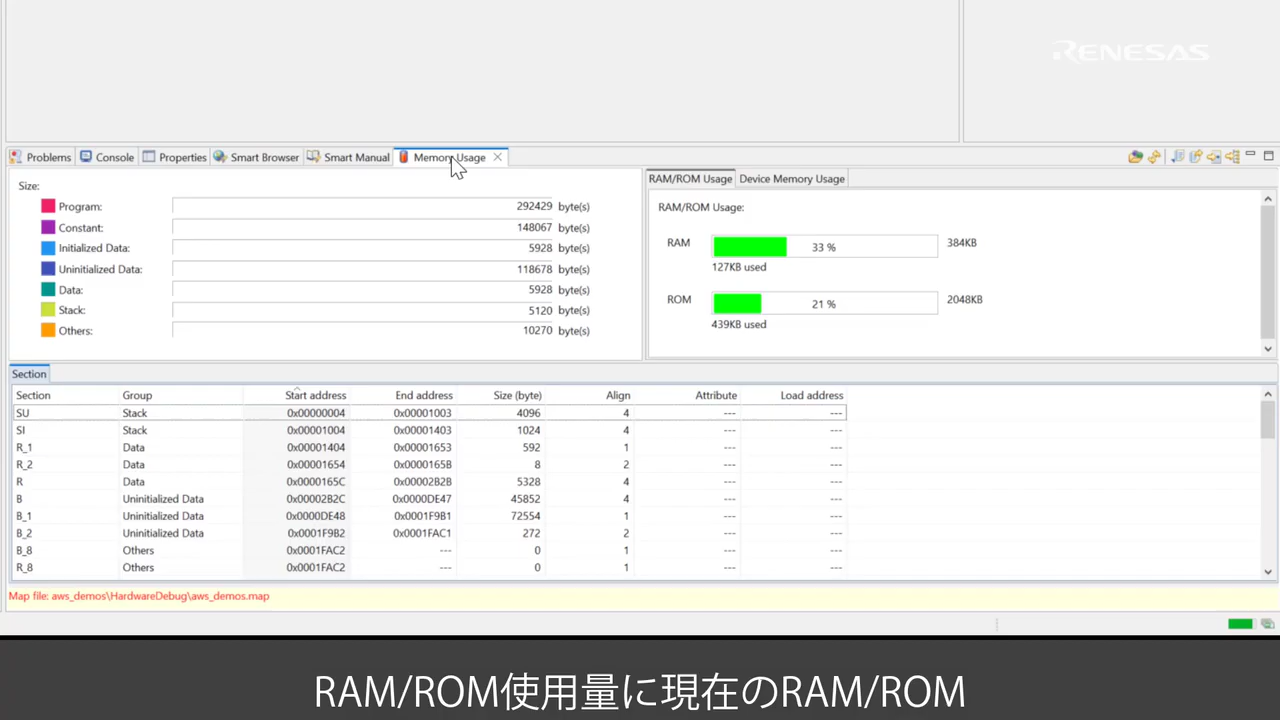 RENESAS
Problems Console Properties Smart Browser Smart Manual Memory Usage
Size:
Program: 292429 byte(s)
Constant: 148067 byte(s)
Initialized Data: 5928 byte(s)
Uninitialized Data: 118678 byte(s)
Data: 5928 byte(s)
Stack: 5120 byte(s)
Others: 10270 byte(s)
RAM/ROM Usage Device Memory Usage
RAM/ROM Usage:
RAM 33 % 384KB
127KB used
ROM 21 % 2048KB
439KB used
Section
Section Group Start address End address Size (byte) Align Attribute Load address
SU Stack 0x00000004 0x00001003 4096 4 --- ---
SI Stack 0x00001004 0x00001403 1024 4 --- ---
R_1 Data 0x00001404 0x00001653 592 1 --- ---
R_2 Data 0x00001654 0x0000165B 8 2 --- ---
R Data 0x0000165C 0x00002B2B 5328 4 --- ---
B Uninitialized Data 0x00002B2C 0x0000DE47 45852 4 --- ---
B_1 Uninitialized Data 0x0000DE48 0x0001F9B1 72554 1 --- ---
B_2 Uninitialized Data 0x0001F9B2 0x0001FAC1 272 2 --- ---
B_8 Others 0x0001FAC2 --- 0 1 --- ---
R_8 Others 0x0001FAC2 --- 0 1 --- ---
Map file: aws_demos\HardwareDebug\aws_demos.map
RAM/ROM使用量に現在のRAM/ROM